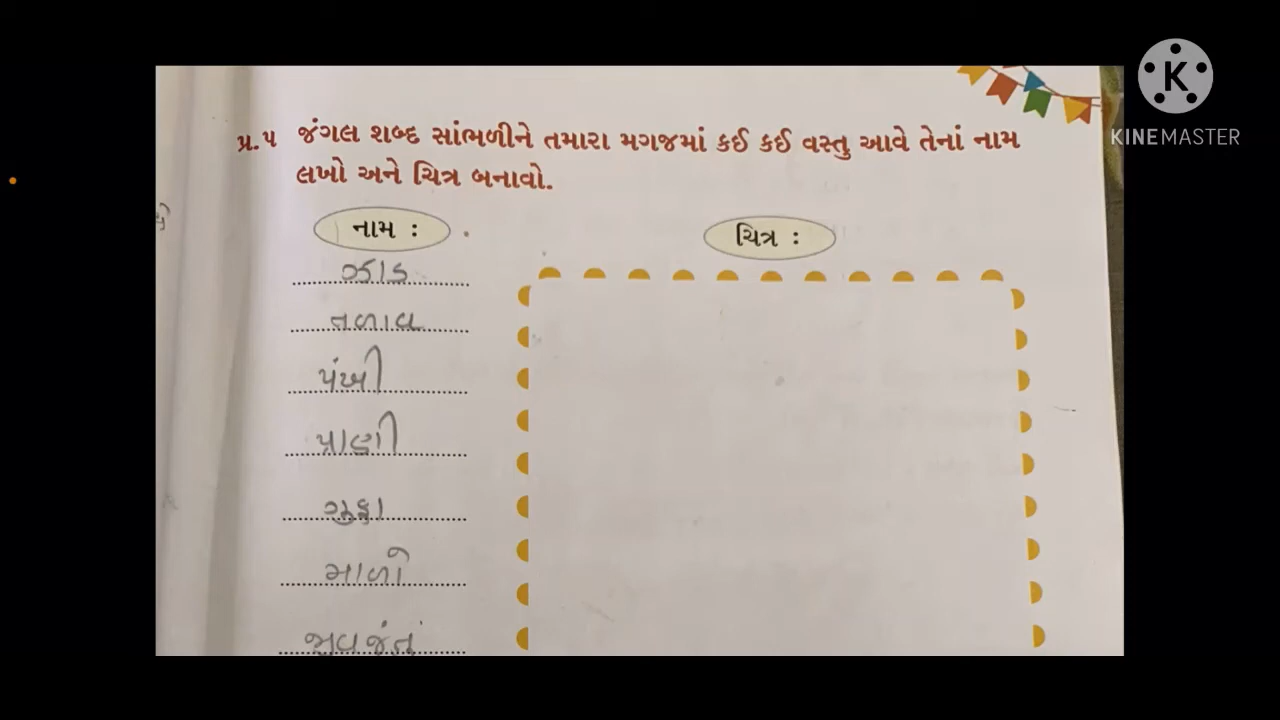 પ્ર. ૫ જંગલ શબ્દ સાંભળીને તમારા મગજમાં કઈ કઈ વસ્તુ આવે તેનાં નામ
લખો અને ચિત્ર બનાવો.
નામ :
ચિત્ર :
ઝાડ
તળાવ
પંખી
પ્રાણી
ગુફા
માળો
જીવજંતુ
K
KINEMASTER